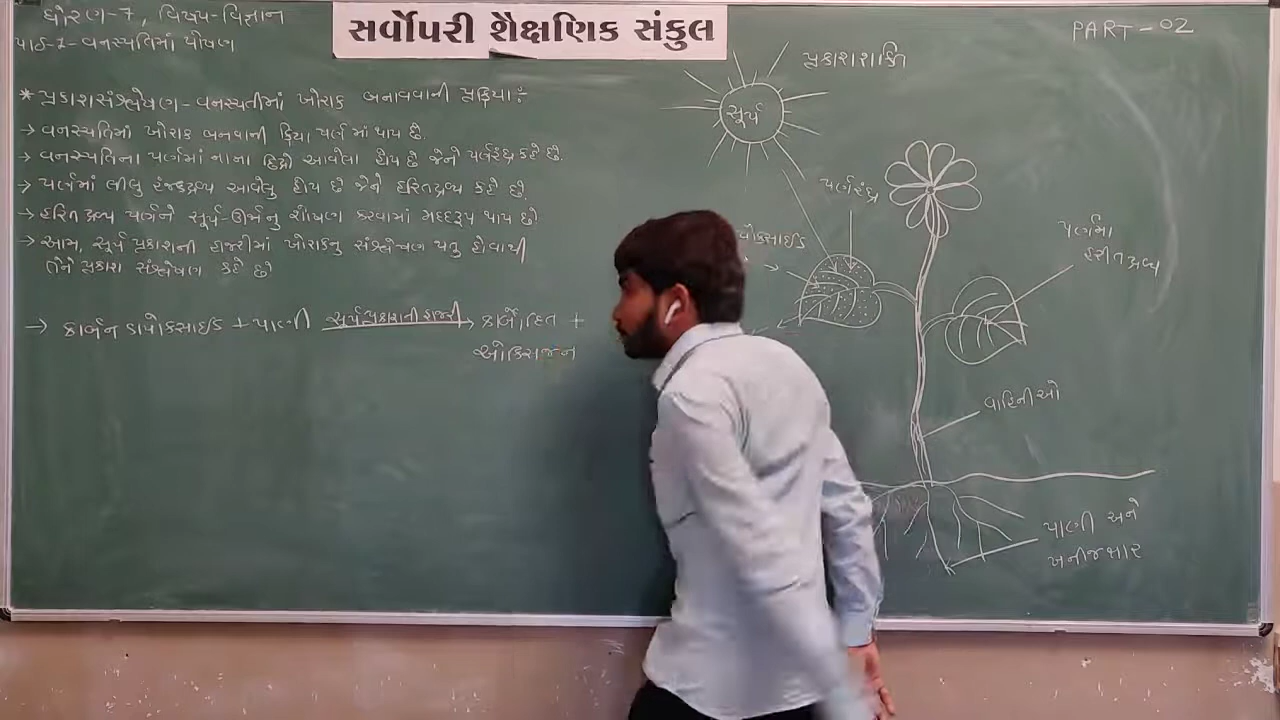 ધોરણ-7, વિષય-વિજ્ઞાન
પાઠ-1-વનસ્પતિમાં પોષણ
સર્વોપરી શૈક્ષણિક સંકુલ
PART-02
* પ્રકાશસંશ્લેષણ-વનસ્પતીમાં ખોરાક બનાવવાની પ્રક્રિયા:
→ વનસ્પતિમાં ખોરાક બનવાની ક્રિયા પર્ણમાં થાય છે.
→ વનસ્પતિના પર્ણમાં નાના છિદ્રો આવેલા હોય છે જેને પર્ણરંધ્ર કહે છે.
→ પર્ણમાં લીલુ રંજકદ્રવ્ય આવેલુ હોય છે જેને હરિતદ્રવ્ય કહે છે.
→ હરિતદ્રવ્ય પર્ણને સૂર્ય-ઊર્જાનુ શોષણ કરવામાં મદદરૂપ થાય છે
→ આમ, સૂર્ય પ્રકાશની હાજરીમાં ખોરાકનુ સંશ્લેષણ થતુ હોવાથી
તેને પ્રકાશ સંશ્લેષણ કહે છે
→ કાર્બન ડાયોક્સાઈડ + પાણી સૂર્યપ્રકાશની હાજરી → કાર્બોદિત +
ઓક્સિજન
પ્રકાશશક્તિ
સૂર્ય
પર્ણરંધ્ર
પર્ણમા
હરીતદ્રવ્ય
વાહિનીઓ
પાણી અને
ખનીજક્ષાર